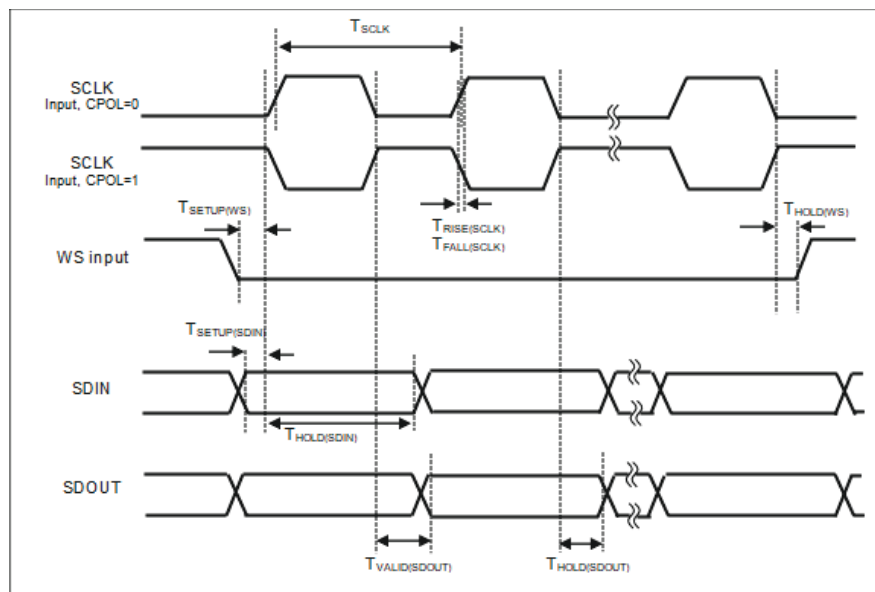 TSCLK
SCLK
Input, CPOL=0
SCLK
Input, CPOL=1
TSETUP(WS)
TRISE(SCLK)
TFALL(SCLK)
THOLD(WS)
WS input
TSETUP(SDIN)
SDIN
THOLD(SDIN)
SDOUT
TVALID(SDOUT)
THOLD(SDOUT)